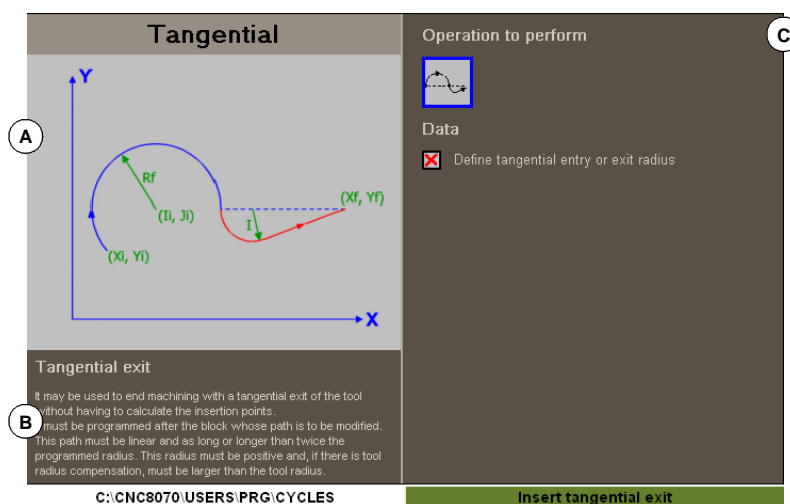 Tangential
Operation to perform
C
Y
A
Data
Define tangential entry or exit radius
Rf
(Ii, Ji)
(Xf, Yf)
I
(Xi, Yi)
X
Tangential exit
It may be used to end machining with a tangential exit of the tool
without having to calculate the insertion points.
B
must be programmed after the block whose path is to be modified.
This path must be linear and as long or longer than twice the
programmed radius. This radius must be positive and, if there is tool
radius compensation, must be larger than the tool radius.
C:\CNC8070\USERS\PRG\CYCLES
Insert tangential exit